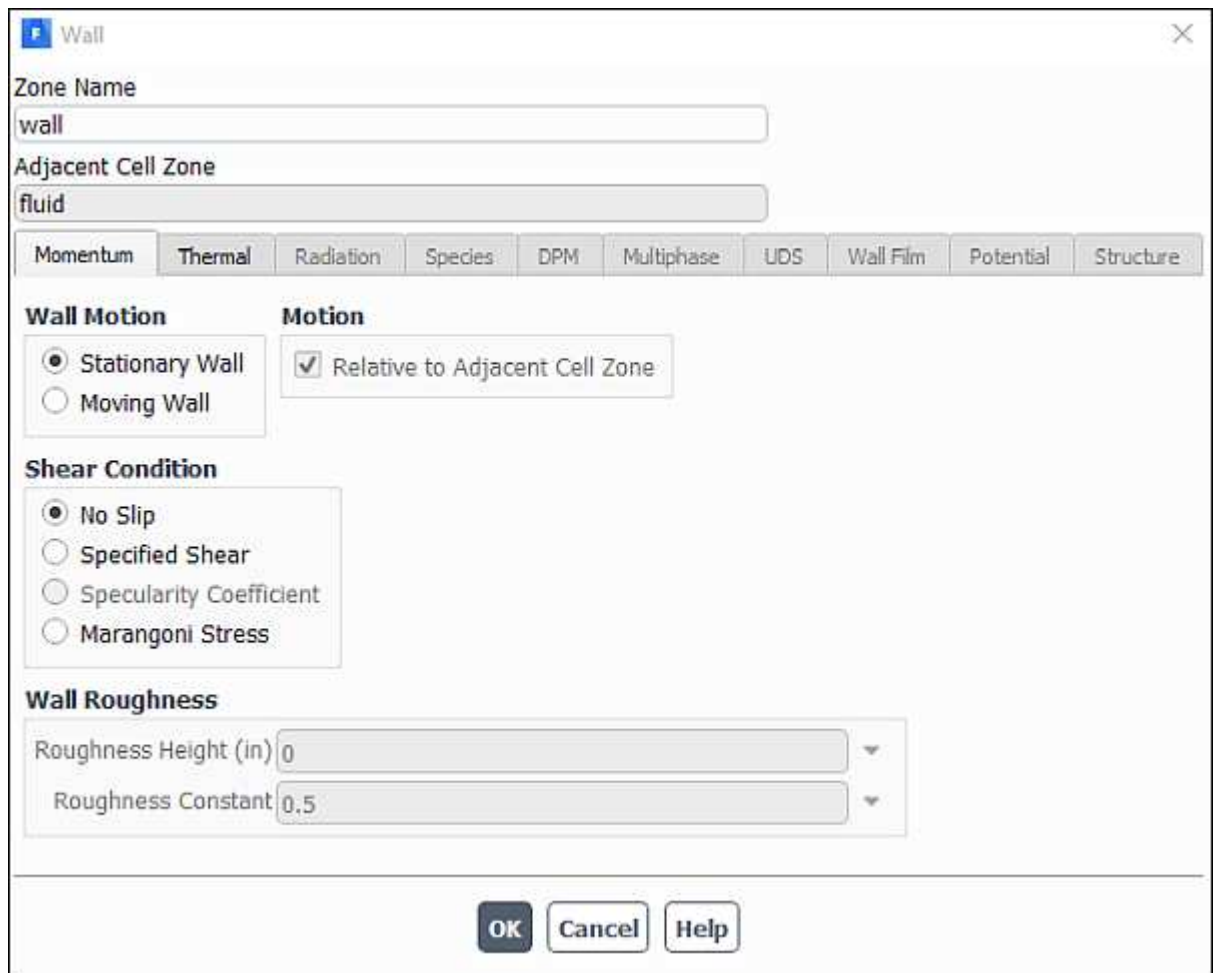 F Wall
Zone Name
wall
Adjacent Cell Zone
fluid
Momentum Thermal Radiation Species DPM Multiphase UDS Wall Film Potential Structure
Wall Motion Motion
Stationary Wall Relative to Adjacent Cell Zone
Moving Wall
Shear Condition
No Slip
Specified Shear
Specularity Coefficient
Marangoni Stress
Wall Roughness
Roughness Height (in) 0
Roughness Constant 0.5
OK Cancel Help